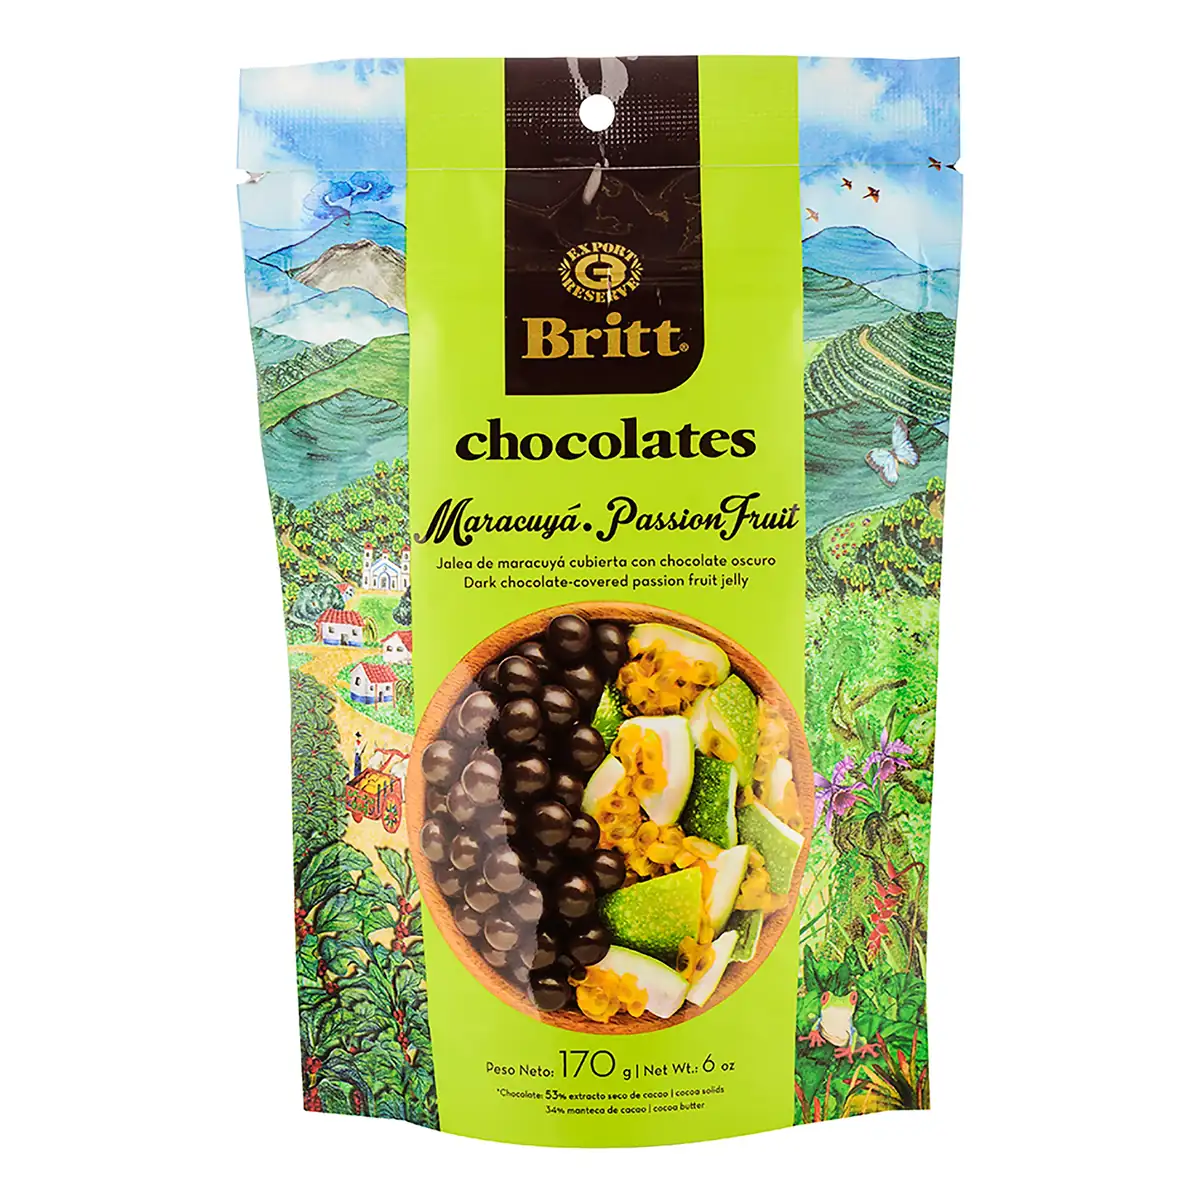 EXPORT
RESERVE
Britt®
chocolates
Maracuyá. Passion Fruit
Jalea de maracuyá cubierta con chocolate oscuro
Dark chocolate-covered passion fruit jelly
Peso Neto: 170 g | Net Wt.: 6 oz
*Chocolate: 53% extracto seco de cacao | cocoa solids
34% manteca de cacao | cocoa butter